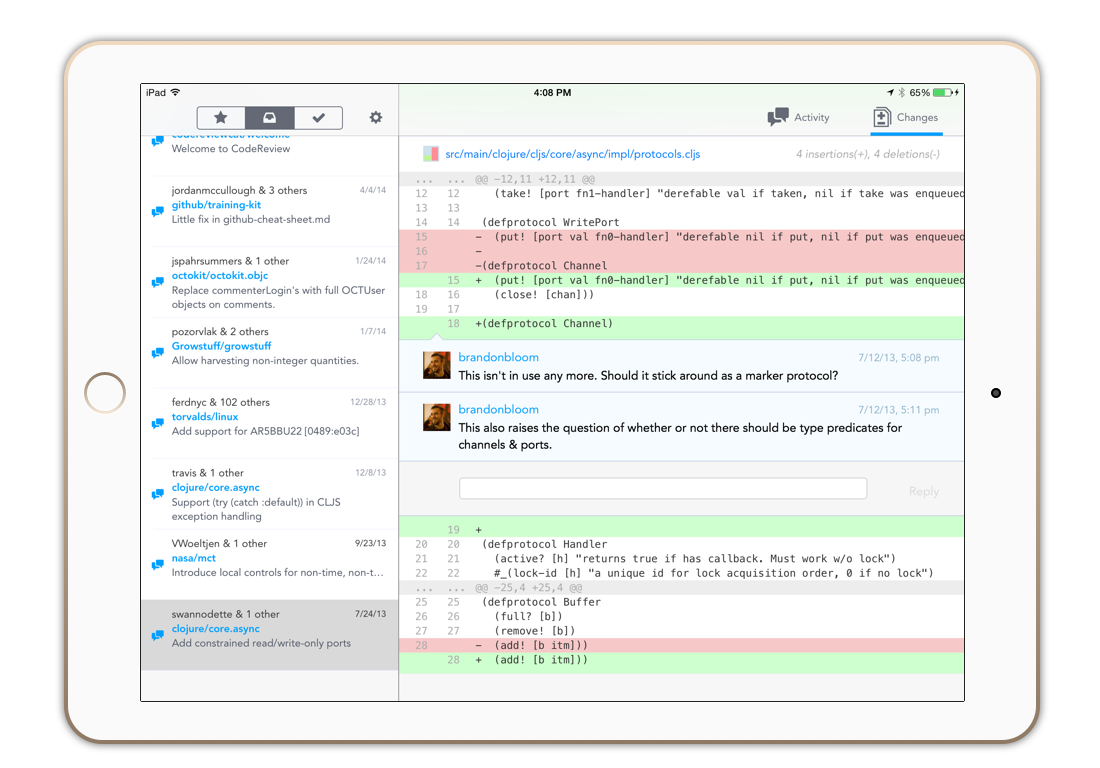 iPad
4:08 PM
65%
Activity
Changes
codereviewcat/welcome
Welcome to CodeReview
jordanmccullough & 3 others 4/4/14
github/training-kit
Little fix in github-cheat-sheet.md
jspahrsummers & 1 other 1/24/14
octokit/octokit.objc
Replace commenterLogin's with full OCTUser
objects on comments.
pozorvlak & 2 others 1/7/14
Growstuff/growstuff
Allow harvesting non-integer quantities.
ferdnyc & 102 others 12/28/13
torvalds/linux
Add support for AR5BBU22 [0489:e03c]
travis & 1 other 12/8/13
clojure/core.async
Support (try (catch :default)) in CLJS
exception handling
VWoeltjen & 1 other 9/23/13
nasa/mct
Introduce local controls for non-time, non-t...
swannodette & 1 other 7/24/13
clojure/core.async
Add constrained read/write-only ports
src/main/clojure/cljs/core/async/impl/protocols.cljs 4 insertions(+), 4 deletions(-)
... ... @@ -12,11 +12,11 @@
12 12 (take! [port fn1-handler] "derefable val if taken, nil if take was enqueued
13 13
14 14 (defprotocol WritePort
15 - (put! [port val fn0-handler] "derefable nil if put, nil if put was enqueued
16 -
17 -(defprotocol Channel
15 + (put! [port val fn0-handler] "derefable nil if put, nil if put was enqueued
18 16 (close! [chan]))
19 17
18 +(defprotocol Channel)
brandonbloom 7/12/13, 5:08 pm
This isn't in use any more. Should it stick around as a marker protocol?
brandonbloom 7/12/13, 5:11 pm
This also raises the question of whether or not there should be type predicates for
channels & ports.
Reply
19 +
20 20 (defprotocol Handler
21 21 (active? [h] "returns true if has callback. Must work w/o lock")
22 22 #_(lock-id [h] "a unique id for lock acquisition order, 0 if no lock")
... ... @@ -25,4 +25,4 @@
25 25 (defprotocol Buffer
26 26 (full? [b])
27 27 (remove! [b])
28 - (add! [b itm]))
28 + (add! [b itm]))